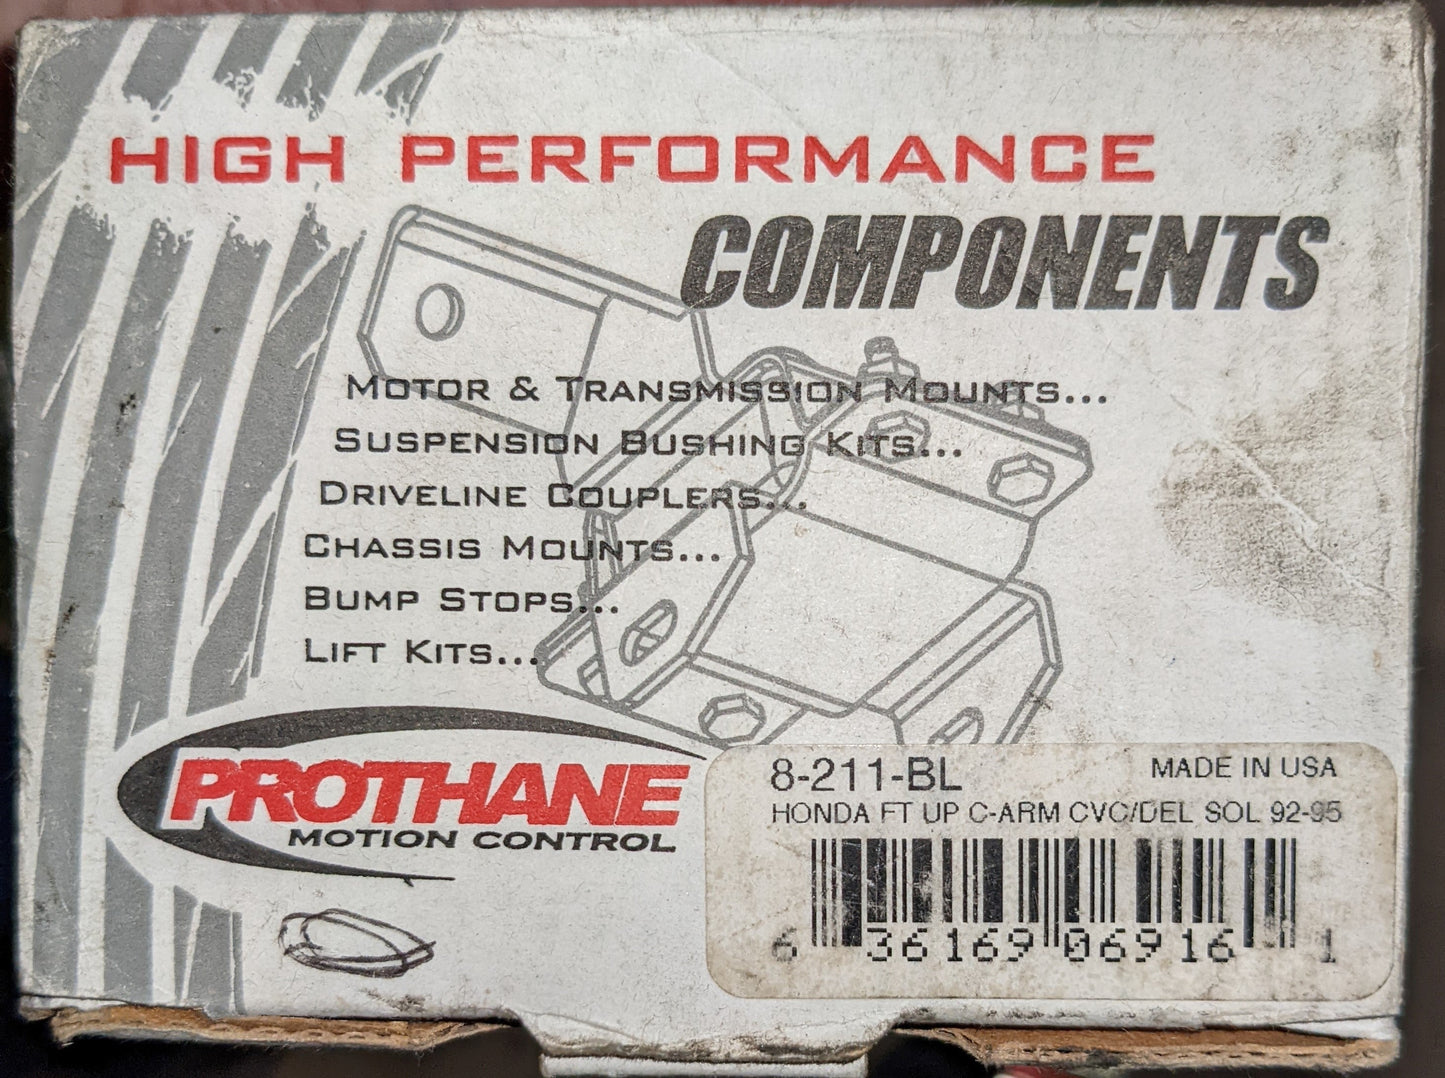 HIGH PERFORMANCE
COMPONENTS
MOTOR & TRANSMISSION MOUNTS...
SUSPENSION BUSHING KITS...
DRIVELINE COUPLERS...
CHASSIS MOUNTS...
BUMP STOPS...
LIFT KITS...
PROTHANE
MOTION CONTROL
8-211-BL MADE IN USA
HONDA FT UP C-ARM CVC/DEL SOL 92-95
6 36169 06916 1